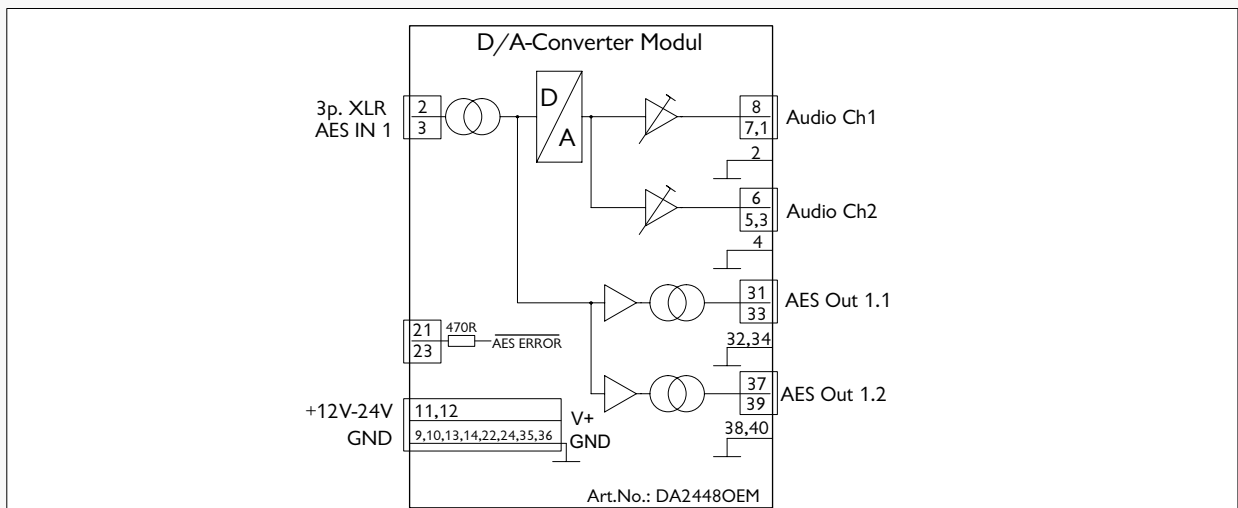 D/A-Converter Modul
3p. XLR
AES IN 1
2
3
D
A
8
7,1
Audio Ch1
2
6
5,3
Audio Ch2
4
31
33
AES Out 1.1
32,34
21
23
470R
AES ERROR
37
39
AES Out 1.2
38,40
+12V-24V
11,12
V+
GND
9,10,13,14,22,24,35,36
GND
Art.No.: DA2448OEM